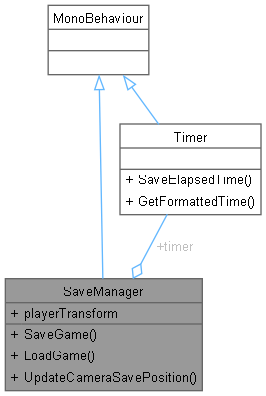 MonoBehaviour
Timer
+ SaveElapsedTime()
+ GetFormattedTime()
+timer
SaveManager
+ playerTransform
+ SaveGame()
+ LoadGame()
+ UpdateCameraSavePosition()